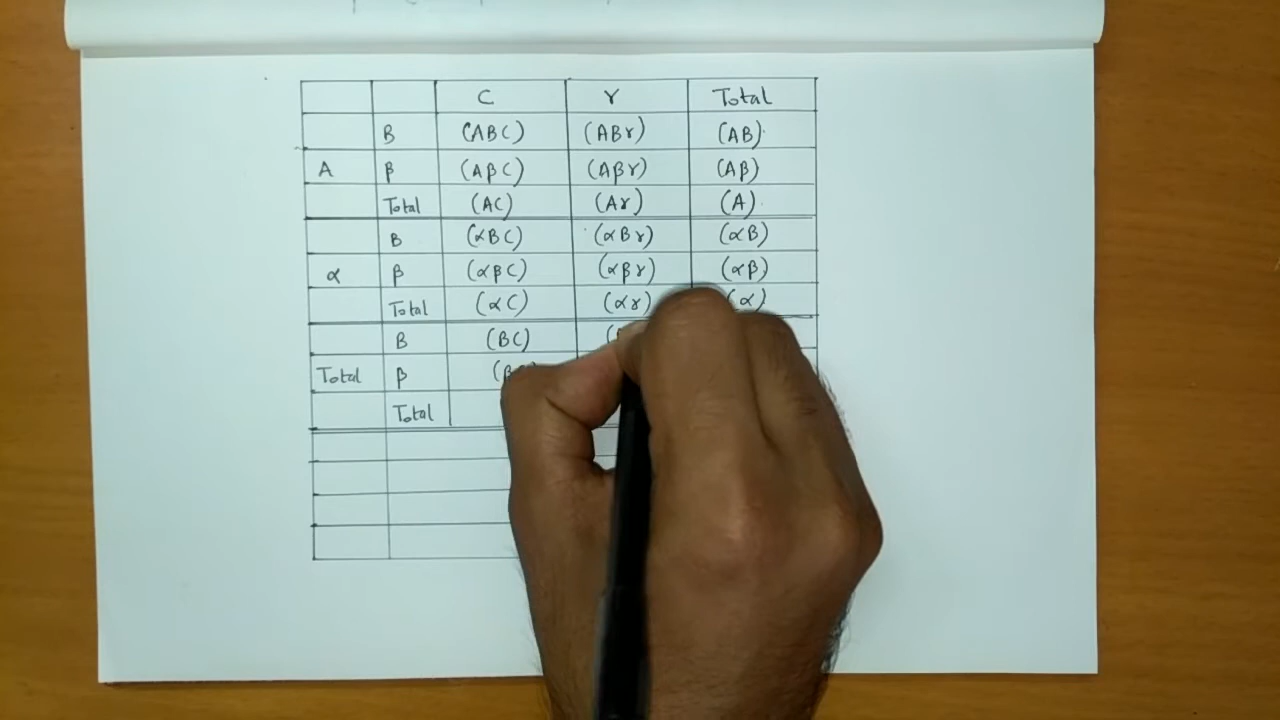 C γ Total
B (ABC) (ABγ) (AB)
A β (AβC) (Aβγ) (Aβ)
Total (AC) (Aγ) (A)
B (αBC) (αBγ) (αB)
α β (αβC) (αβγ) (αβ)
Total (αC) (αγ) (α)
B (BC)
Total β
Total